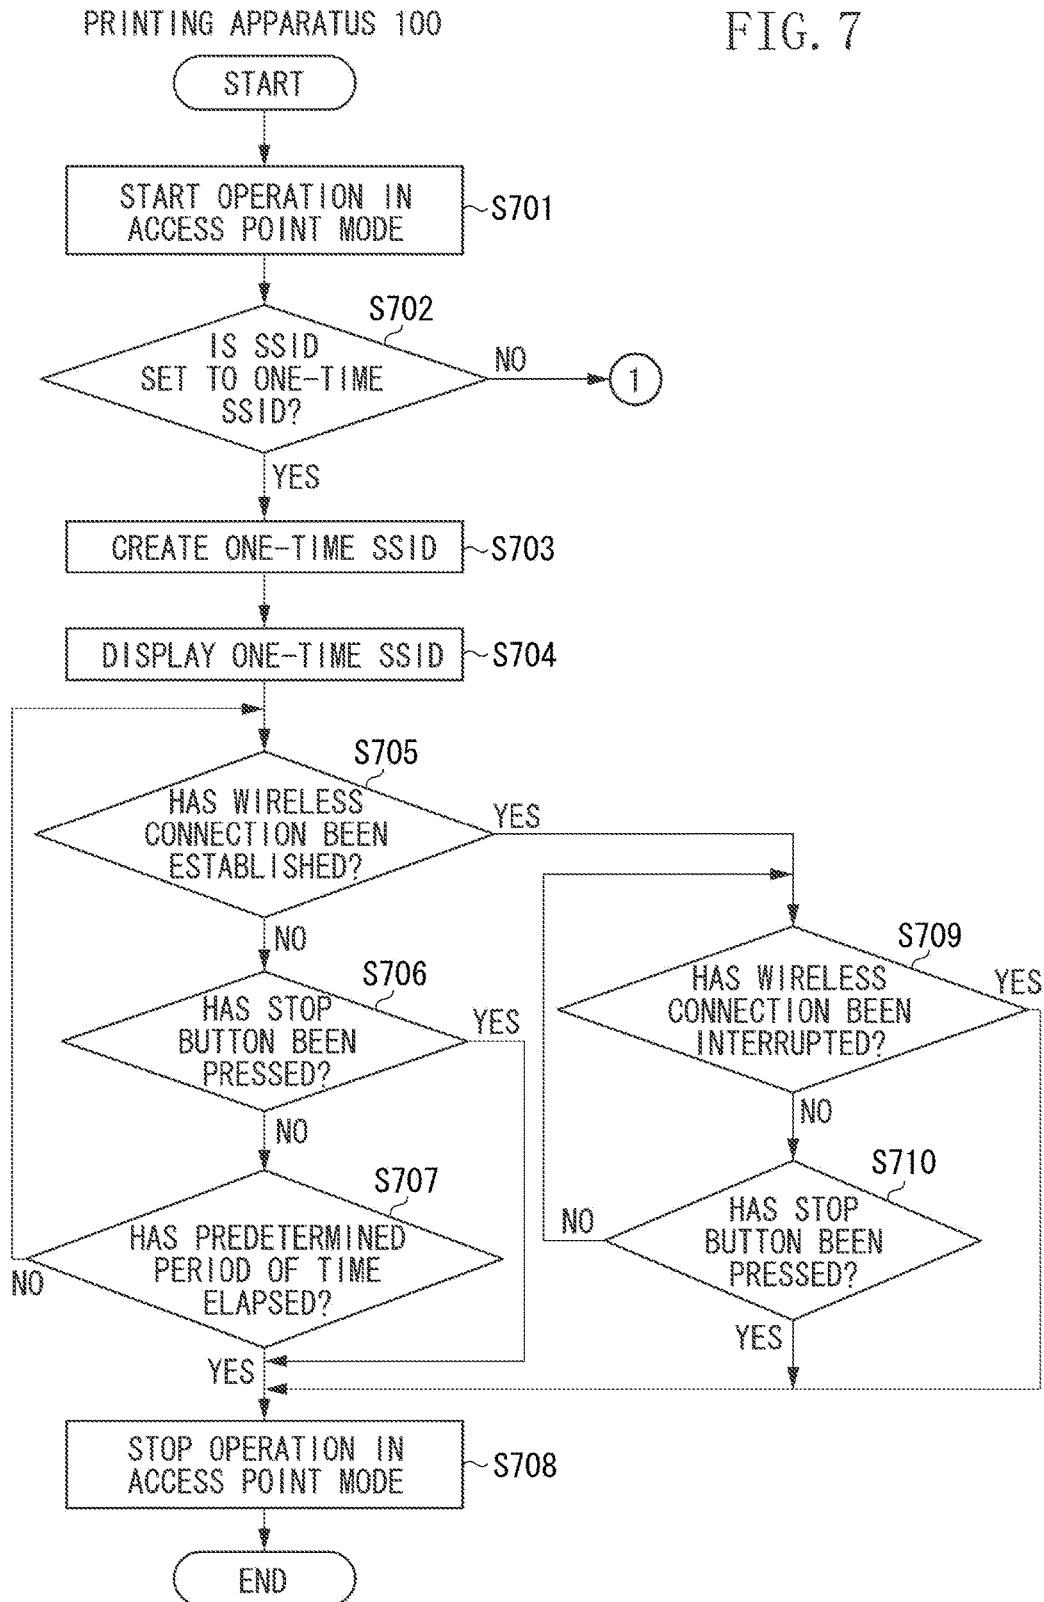 PRINTING APPARATUS 100
FIG. 7
START
START OPERATION IN
ACCESS POINT MODE
S701
S702
IS SSID
SET TO ONE-TIME
SSID?
NO
1
YES
CREATE ONE-TIME SSID
S703
DISPLAY ONE-TIME SSID
S704
S705
HAS WIRELESS
CONNECTION BEEN
ESTABLISHED?
YES
NO
S706
HAS STOP
BUTTON BEEN
PRESSED?
YES
NO
S707
HAS PREDETERMINED
PERIOD OF TIME
ELAPSED?
NO
YES
S709
HAS WIRELESS
CONNECTION BEEN
INTERRUPTED?
YES
NO
S710
HAS STOP
BUTTON BEEN
PRESSED?
NO
YES
STOP OPERATION IN
ACCESS POINT MODE
S708
END